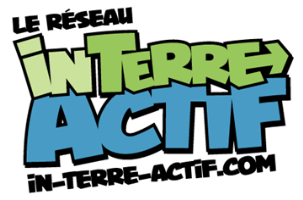 LE RÉSEAU
inTERRE
ACTiF
iN-TERRE-ACTiF.COM